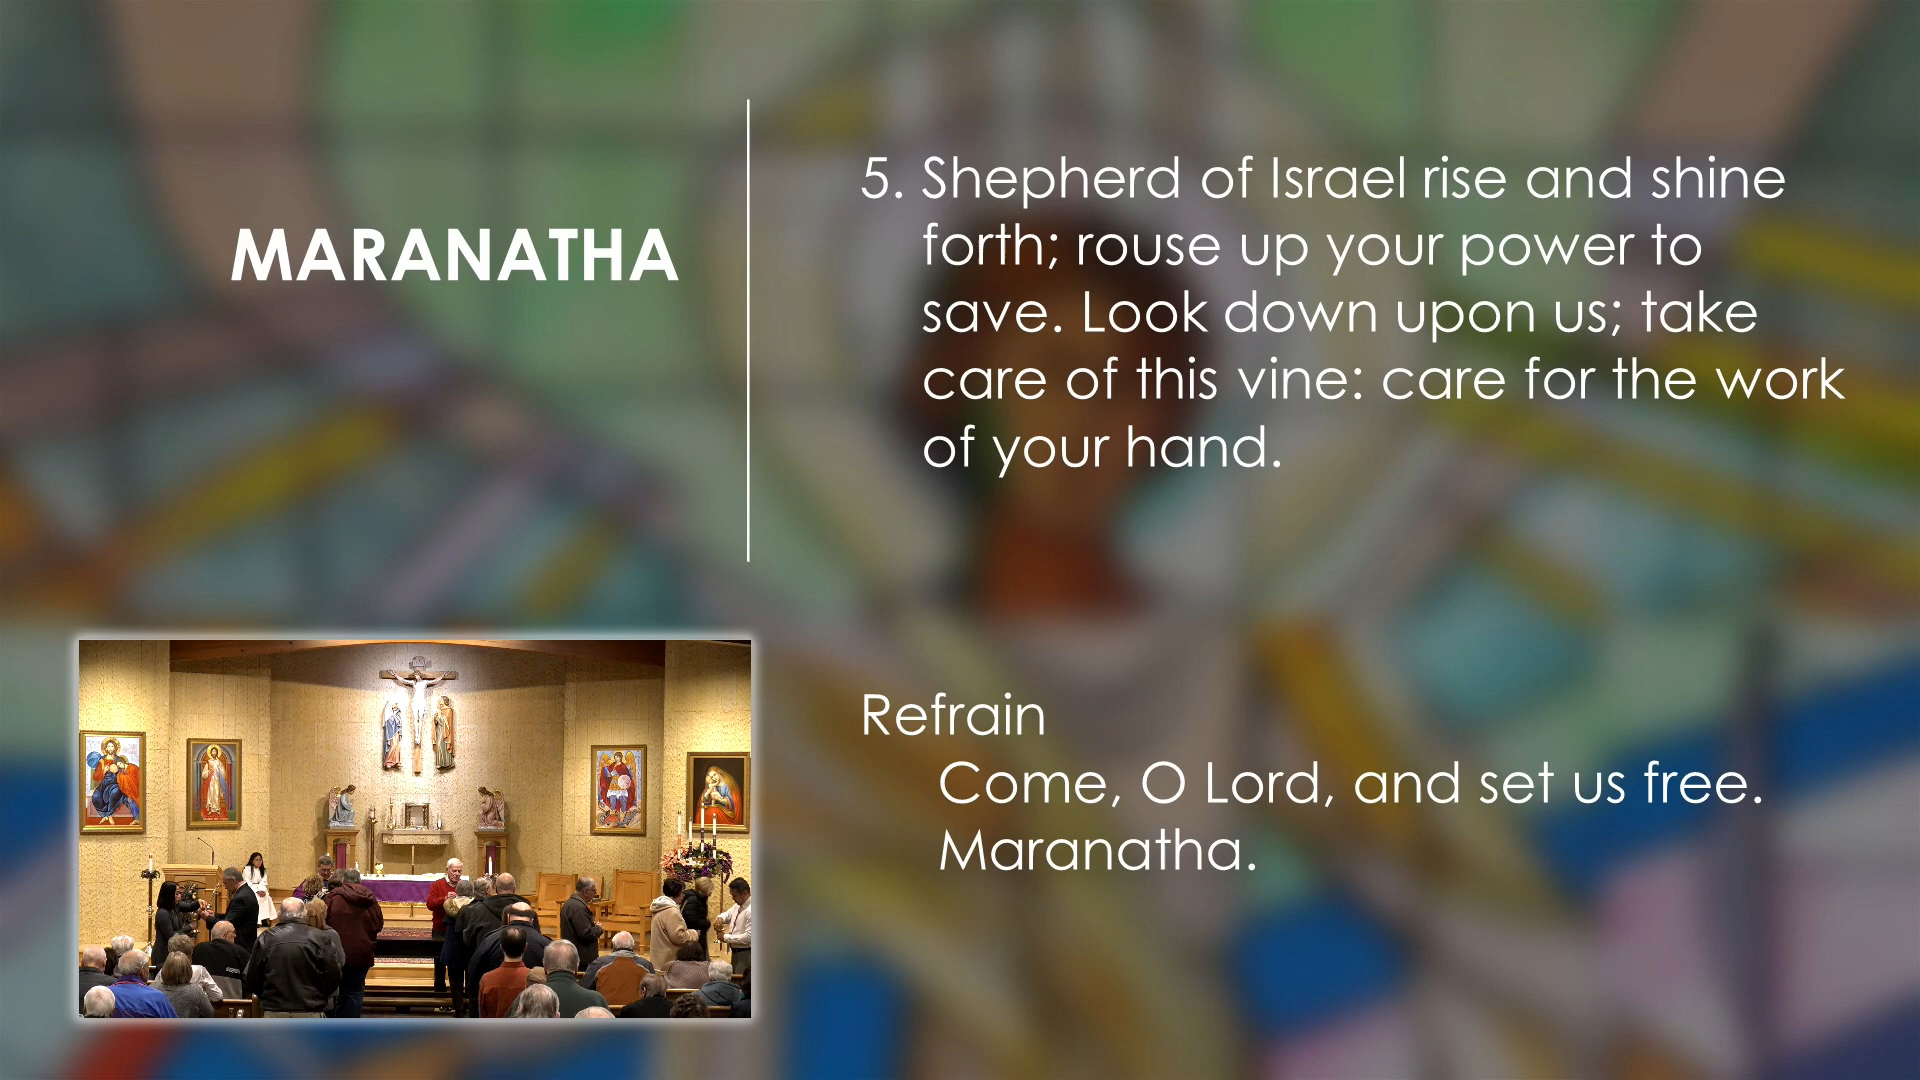 MARANATHA
5. Shepherd of Israel rise and shine
forth; rouse up your power to
save. Look down upon us; take
care of this vine: care for the work
of your hand.
Refrain
Come, O Lord, and set us free.
Maranatha.